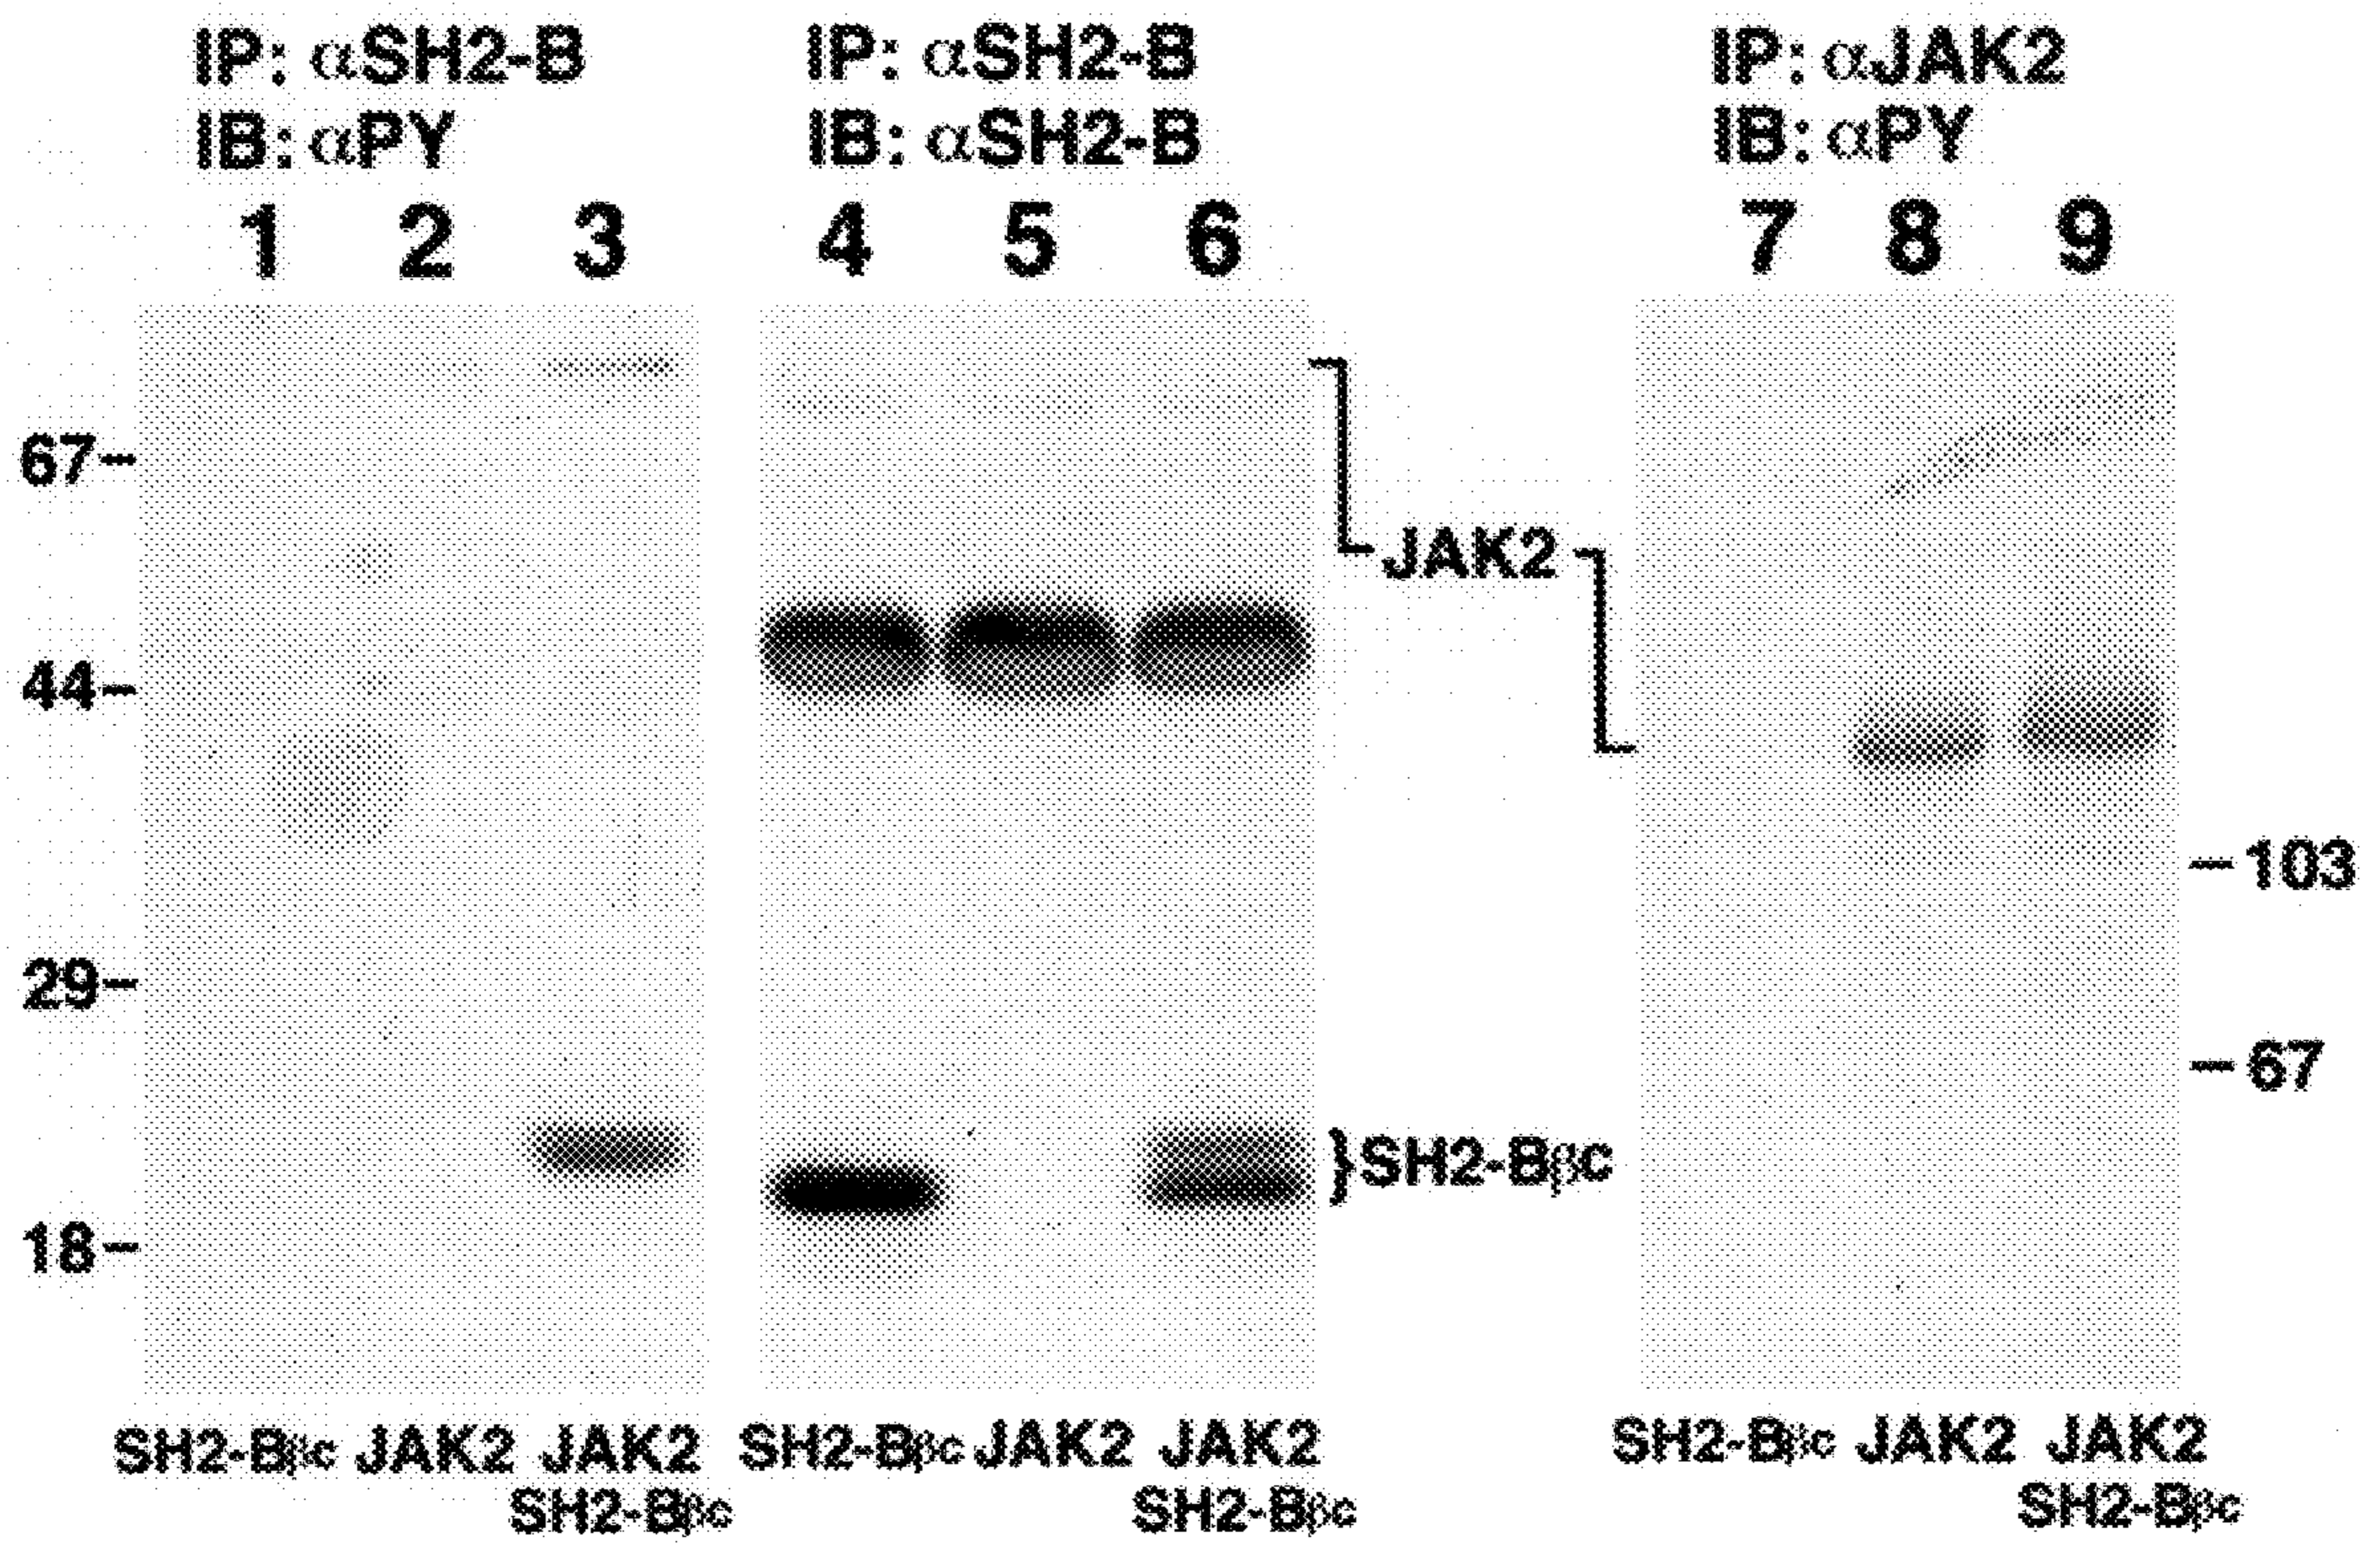 IP: αSH2-B
IB: αPY
1 2 3
IP: αSH2-B
IB: αSH2-B
4 5 6
IP: αJAK2
IB: αPY
7 8 9
67
44
29
18
JAK2
}SH2-Bβc
103
67
SH2-Bβc JAK2 JAK2
SH2-Bβc
SH2-Bβc JAK2 JAK2
SH2-Bβc
SH2-Bβc JAK2 JAK2
SH2-Bβc